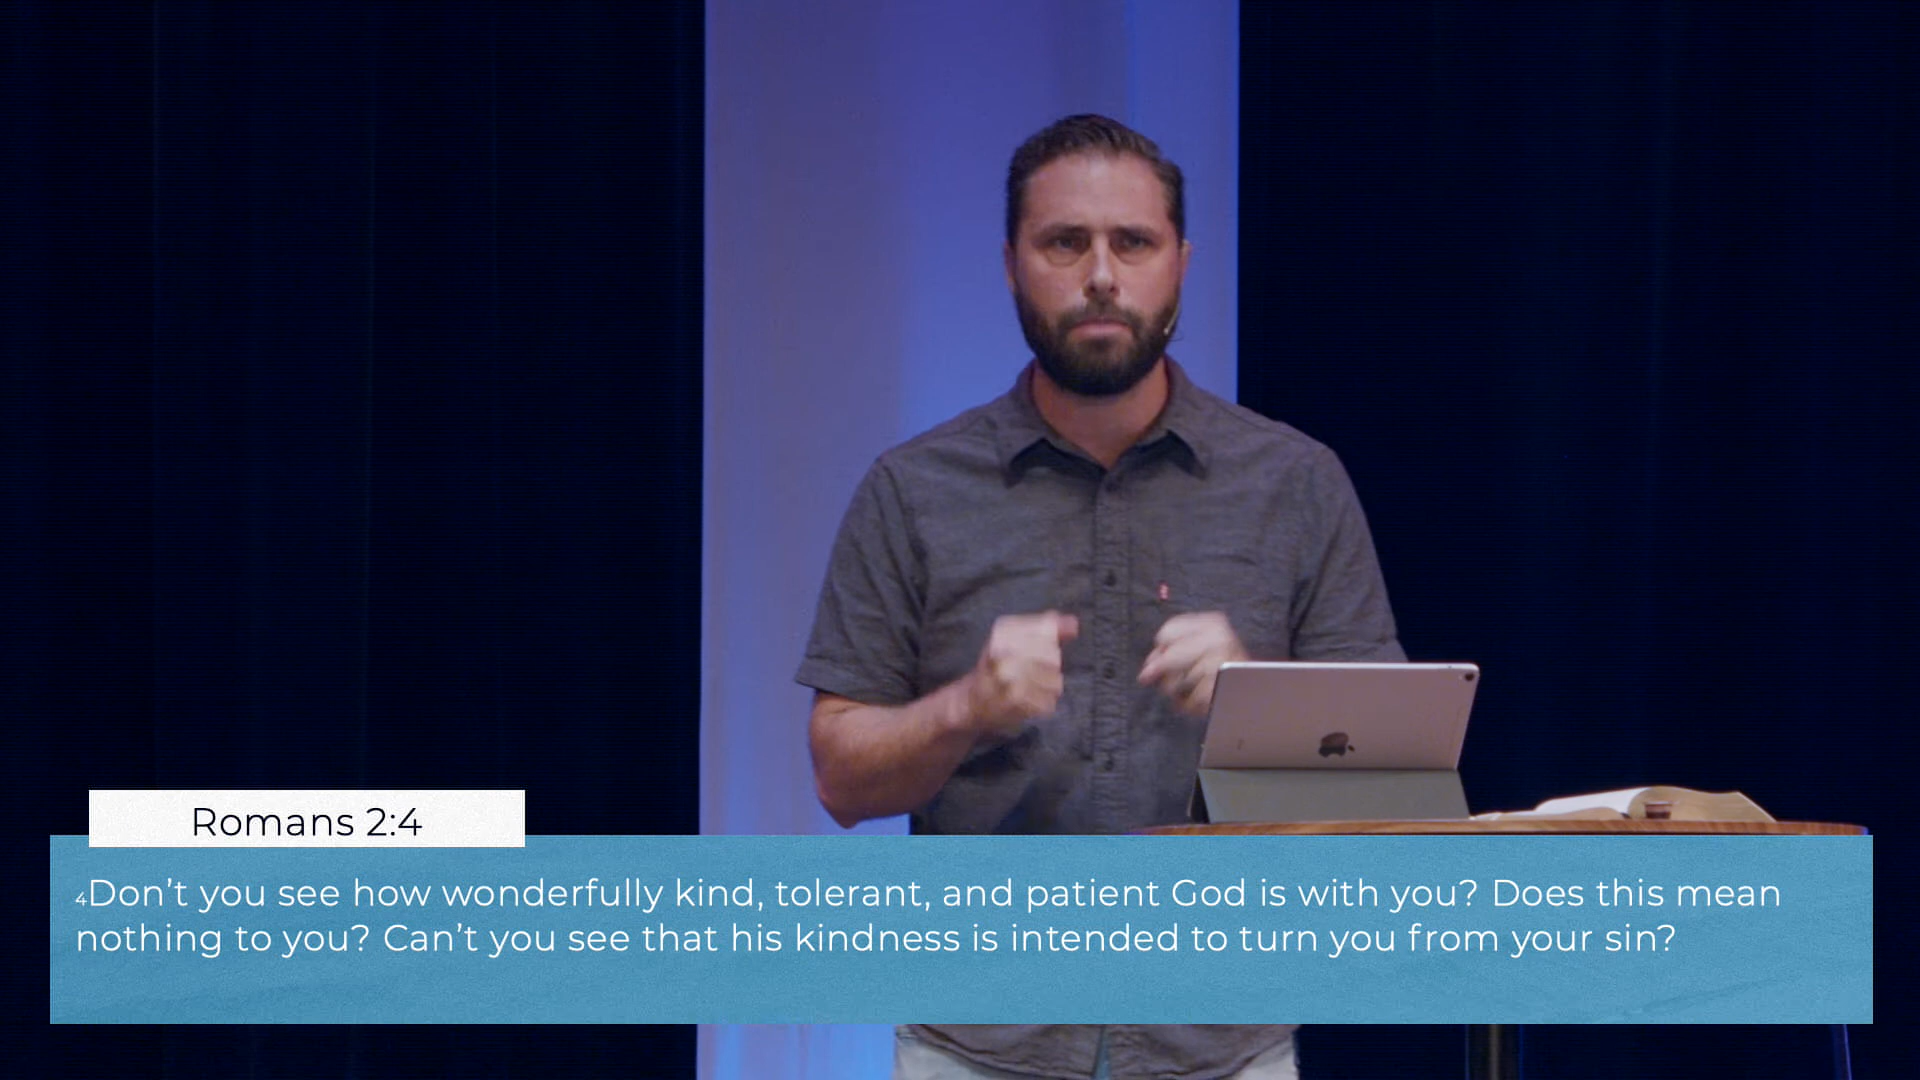 Romans 2:4
4Don’t you see how wonderfully kind, tolerant, and patient God is with you? Does this mean
nothing to you? Can’t you see that his kindness is intended to turn you from your sin?